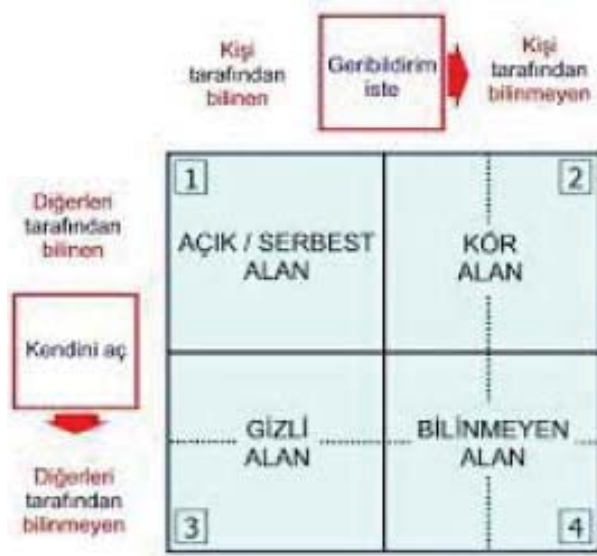 Kişi
tarafından
bilinen
Geribildirim
iste
Kişi
tarafından
bilinmeyen
Diğerleri
tarafından
bilinen
1
AÇIK / SERBEST
ALAN
2
KÖR
ALAN
Kendini aç
Diğerleri
tarafından
bilinmeyen
GİZLİ
ALAN
3
BİLİNMEYEN
ALAN
4